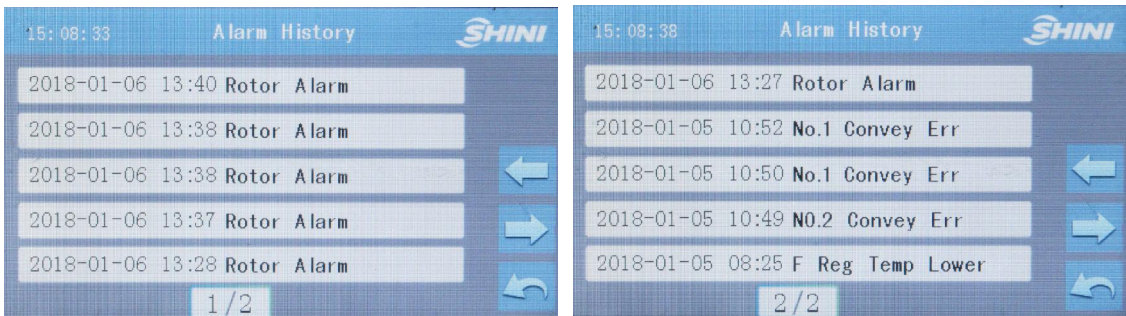 15:08:33 Alarm History SHINI
2018-01-06 13:40 Rotor Alarm
2018-01-06 13:38 Rotor Alarm
2018-01-06 13:38 Rotor Alarm
2018-01-06 13:37 Rotor Alarm
2018-01-06 13:28 Rotor Alarm
1/2
15:08:38 Alarm History SHINI
2018-01-06 13:27 Rotor Alarm
2018-01-05 10:52 No.1 Convey Err
2018-01-05 10:50 No.1 Convey Err
2018-01-05 10:49 NO.2 Convey Err
2018-01-05 08:25 F Reg Temp Lower
2/2